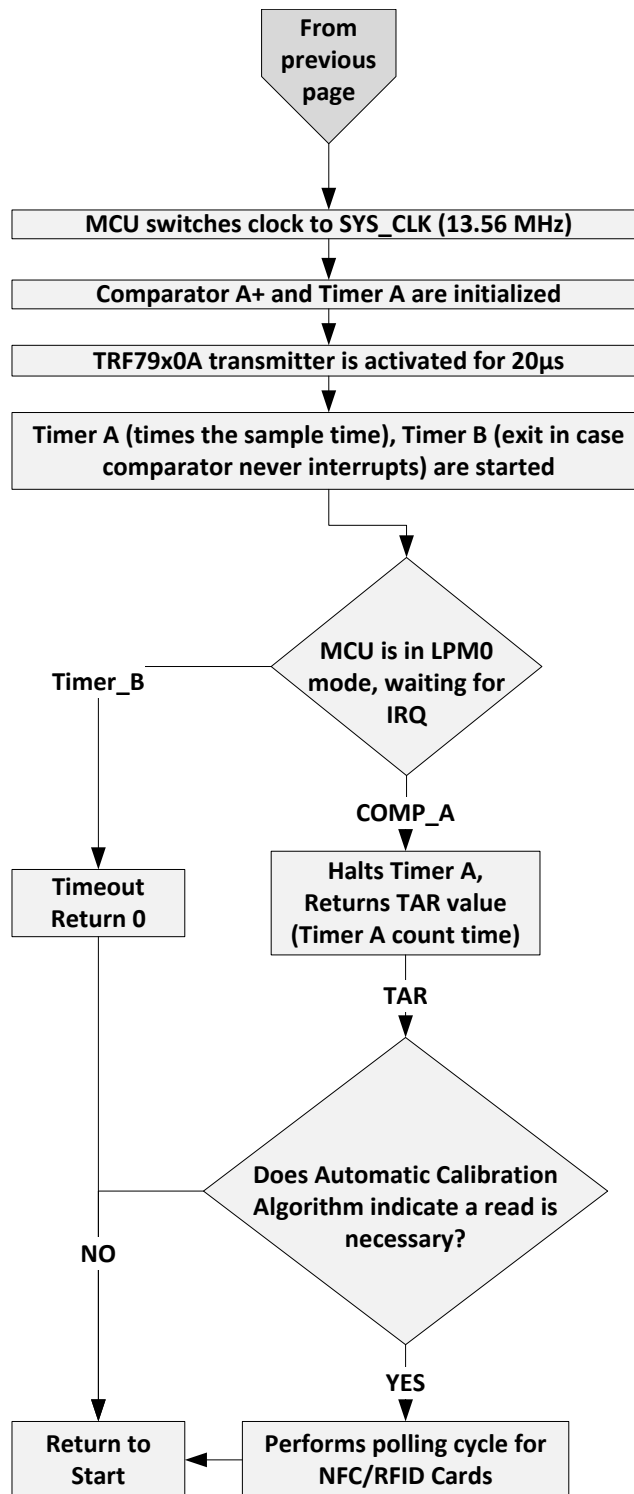 From
previous
page
MCU switches clock to SYS_CLK (13.56 MHz)
Comparator A+ and Timer A are initialized
TRF79x0A transmitter is activated for 20µs
Timer A (times the sample time), Timer B (exit in case
comparator never interrupts) are started
MCU is in LPM0
mode, waiting for
IRQ
Timer_B
COMP_A
Timeout
Return 0
Halts Timer A,
Returns TAR value
(Timer A count time)
TAR
Does Automatic Calibration
Algorithm indicate a read is
necessary?
NO
YES
Return to
Start
Performs polling cycle for
NFC/RFID Cards